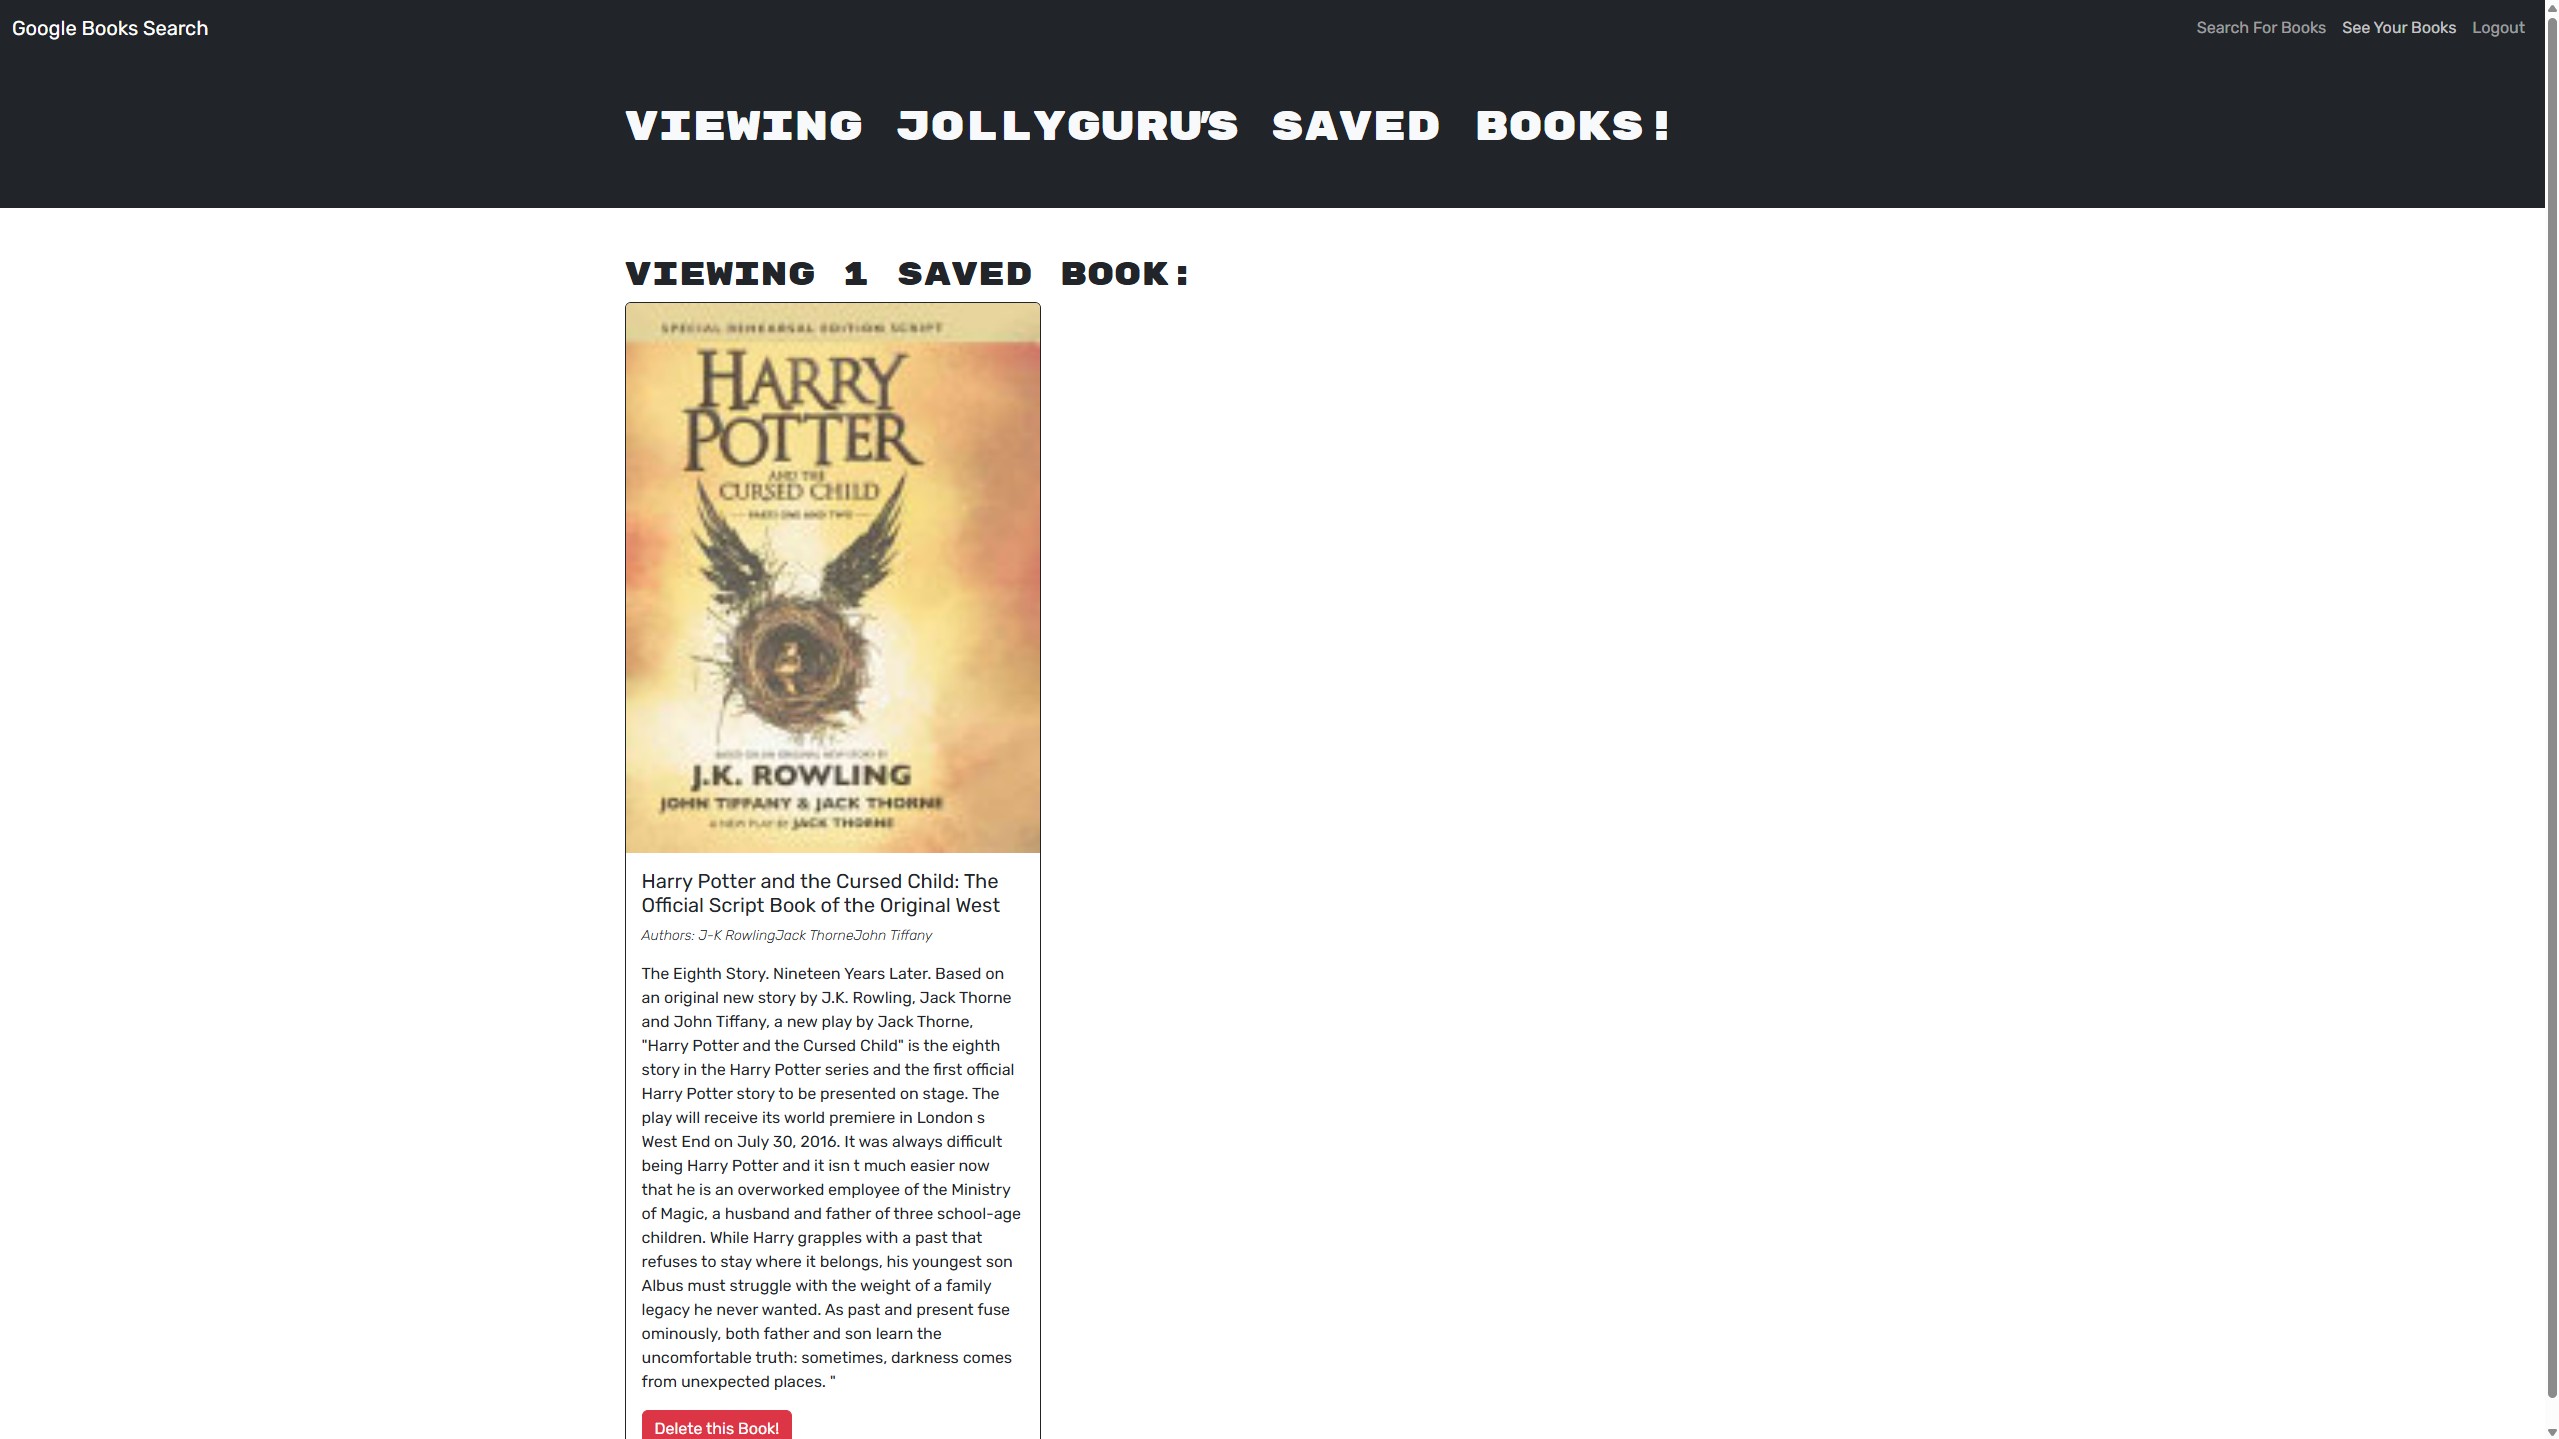 Google Books Search
Search For Books See Your Books Logout
VIEWING JOLLYGURU'S SAVED BOOKS!
VIEWING 1 SAVED BOOK:
SPECIAL REHEARSAL EDITION SCRIPT
HARRY
POTTER
AND THE
CURSED CHILD
PARTS ONE AND TWO
BASED ON AN ORIGINAL NEW STORY BY
J.K. ROWLING
JOHN TIFFANY & JACK THORNE
A NEW PLAY BY JACK THORNE
Harry Potter and the Cursed Child: The
Official Script Book of the Original West
Authors: J-K RowlingJack ThorneJohn Tiffany
The Eighth Story. Nineteen Years Later. Based on
an original new story by J.K. Rowling, Jack Thorne
and John Tiffany, a new play by Jack Thorne,
"Harry Potter and the Cursed Child" is the eighth
story in the Harry Potter series and the first official
Harry Potter story to be presented on stage. The
play will receive its world premiere in London s
West End on July 30, 2016. It was always difficult
being Harry Potter and it isn t much easier now
that he is an overworked employee of the Ministry
of Magic, a husband and father of three school-age
children. While Harry grapples with a past that
refuses to stay where it belongs, his youngest son
Albus must struggle with the weight of a family
legacy he never wanted. As past and present fuse
ominously, both father and son learn the
uncomfortable truth: sometimes, darkness comes
from unexpected places. "
Delete this Book!